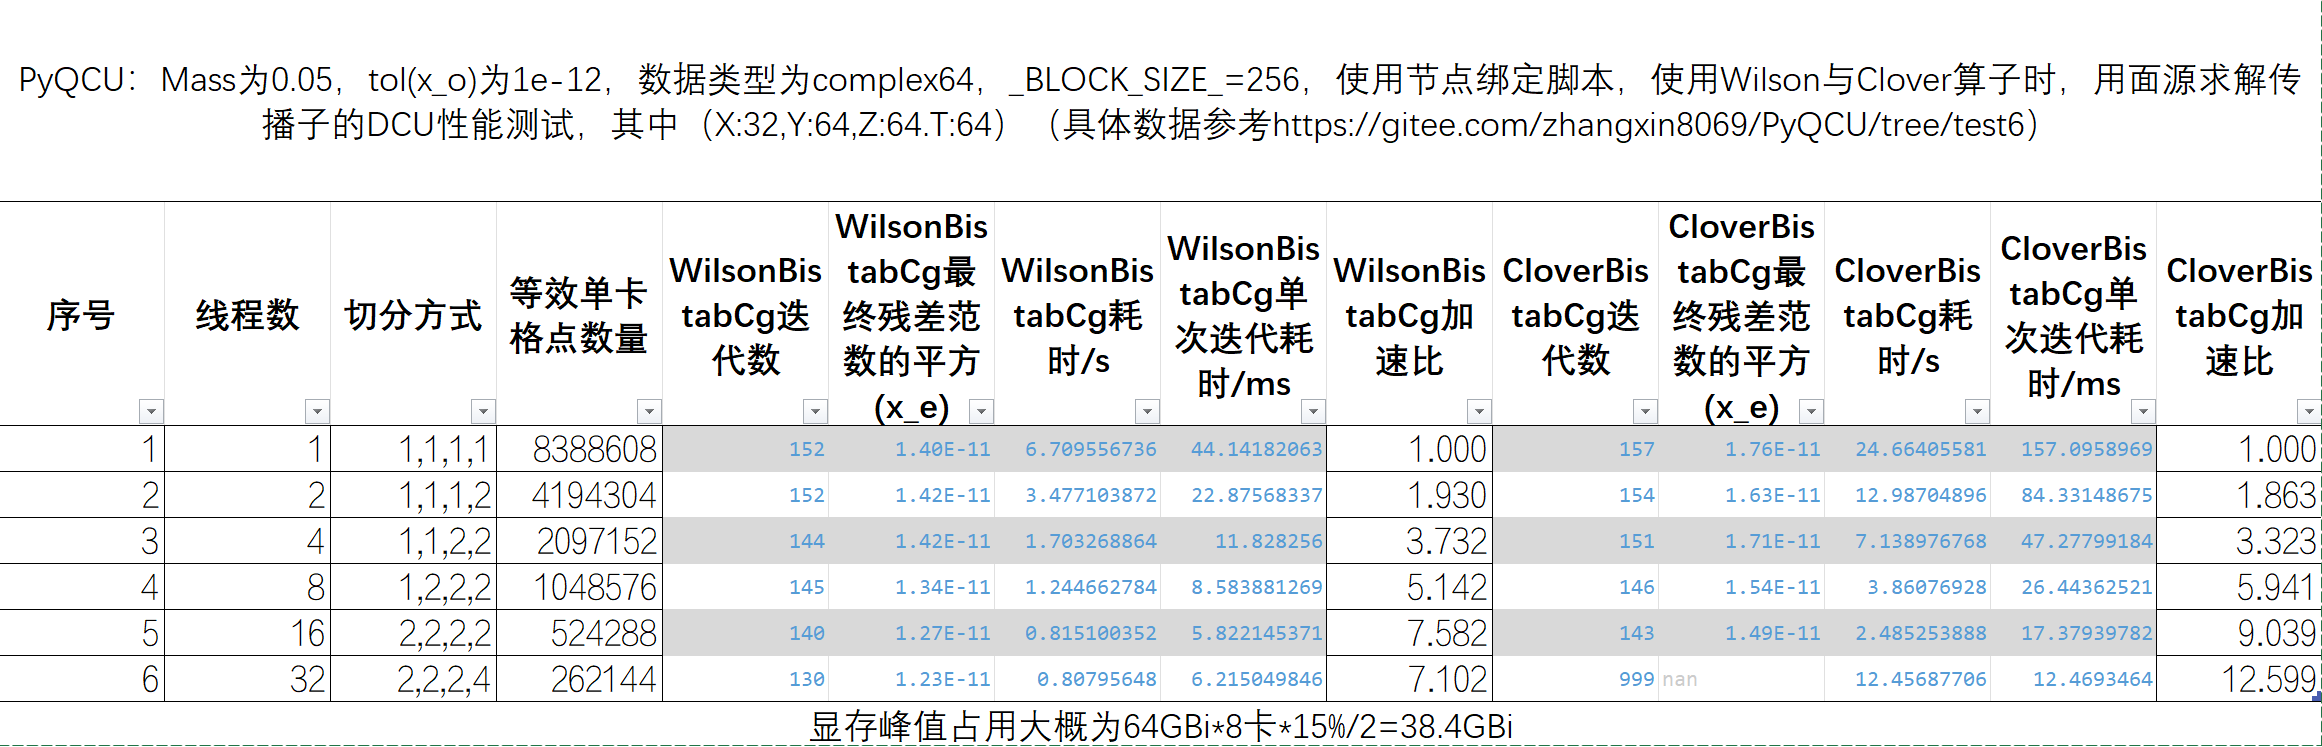 PyQCU：Mass为0.05，tol(x_o)为1e-12，数据类型为complex64，_BLOCK_SIZE_=256，使用节点绑定脚本，使用Wilson与Clover算子时，用面源求解传
播子的DCU性能测试，其中（X:32,Y:64,Z:64.T:64）（具体数据参考https://gitee.com/zhangxin8069/PyQCU/tree/test6）
序号 线程数 切分方式 等效单卡格点数量 WilsonBistabCg迭代数 WilsonBistabCg最终残差范数的平方(x_e) WilsonBistabCg耗时/s WilsonBistabCg单次迭代耗时/ms WilsonBistabCg加速比 CloverBistabCg迭代数 CloverBistabCg最终残差范数的平方(x_e) CloverBistabCg耗时/s CloverBistabCg单次迭代耗时/ms CloverBistabCg加速比
1 1 1,1,1,1 8388608 152 1.40E-11 6.709556736 44.14182063 1.000 157 1.76E-11 24.66405581 157.0958969 1.000
2 2 1,1,1,2 4194304 152 1.42E-11 3.477103872 22.87568337 1.930 154 1.63E-11 12.98704896 84.33148675 1.863
3 4 1,1,2,2 2097152 144 1.42E-11 1.703268864 11.828256 3.732 151 1.71E-11 7.138976768 47.27799184 3.323
4 8 1,2,2,2 1048576 145 1.34E-11 1.244662784 8.583881269 5.142 146 1.54E-11 3.86076928 26.44362521 5.941
5 16 2,2,2,2 524288 140 1.27E-11 0.815100352 5.822145371 7.582 143 1.49E-11 2.485253888 17.37939782 9.039
6 32 2,2,2,4 262144 130 1.23E-11 0.80795648 6.215049846 7.102 999 nan 12.45687706 12.4693464 12.599
显存峰值占用大概为64GBi*8卡*15%/2=38.4GBi